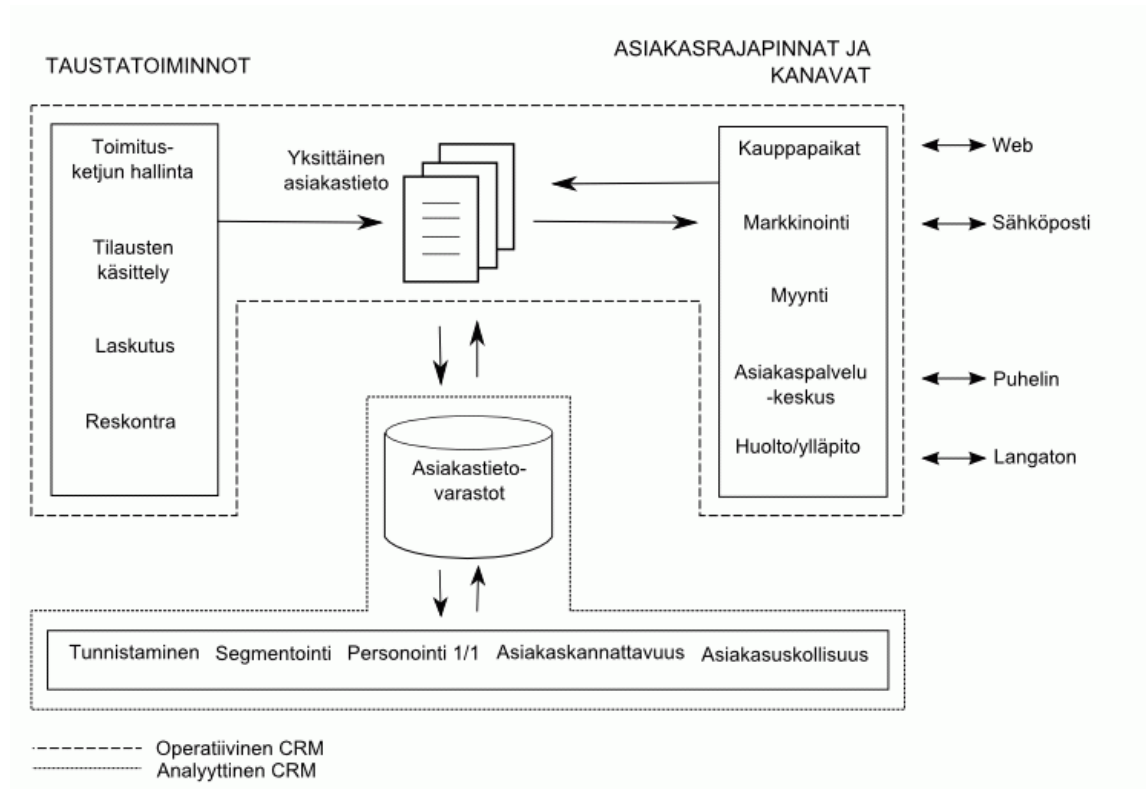 TAUSTATOIMINNOT
ASIAKASRAJAPINNAT JA
KANAVAT
Toimitus-
ketjun hallinta
Tilausten
käsittely
Laskutus
Reskontra
Yksittäinen
asiakastieto
Kauppapaikat
Markkinointi
Myynti
Asiakaspalvelu
-keskus
Huolto/ylläpito
Web
Sähköposti
Puhelin
Langaton
Asiakastieto-
varastot
Tunnistaminen Segmentointi Personointi 1/1 Asiakaskannattavuus Asiakasuskollisuus
Operatiivinen CRM
Analyyttinen CRM